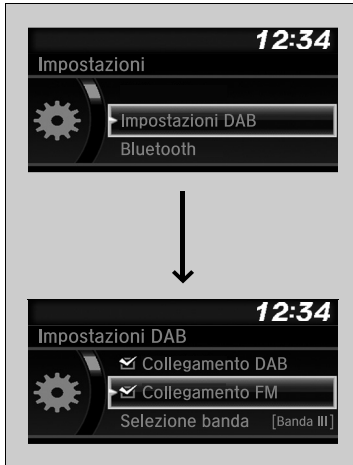 12:34
Impostazioni
Impostazioni DAB
Bluetooth
12:34
Impostazioni DAB
Collegamento DAB
Collegamento FM
Selezione banda [Banda III]